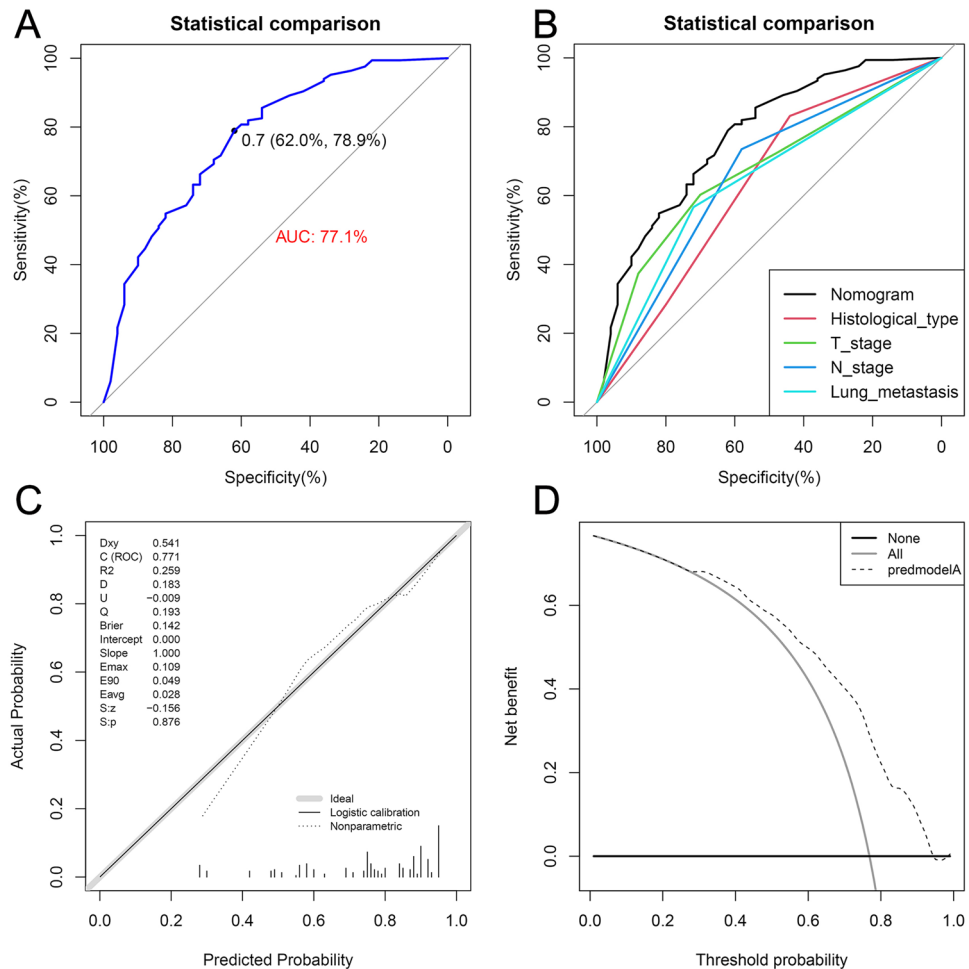 A
Statistical comparison
100
80
60
40
20
0
Sensitivity(%)
0.7 (62.0%, 78.9%)
AUC: 77.1%
100 80 60 40 20 0
Specificity(%)
B
Statistical comparison
100
80
60
40
20
0
Sensitivity(%)
Nomogram
Histological_type
T_stage
N_stage
Lung_metastasis
100 80 60 40 20 0
Specificity(%)
C
1.0
0.8
0.6
0.4
0.2
0.0
Actual Probability
Dxy 0.541
C (ROC) 0.771
R2 0.259
D 0.183
U −0.009
Q 0.193
Brier 0.142
Intercept 0.000
Slope 1.000
Emax 0.109
E90 0.049
Eavg 0.028
S:z −0.156
S:p 0.876
Ideal
Logistic calibration
Nonparametric
0.0 0.2 0.4 0.6 0.8 1.0
Predicted Probability
D
0.6
0.4
0.2
0.0
Net benefit
None
All
predmodelA
0.0 0.2 0.4 0.6 0.8 1.0
Threshold probability